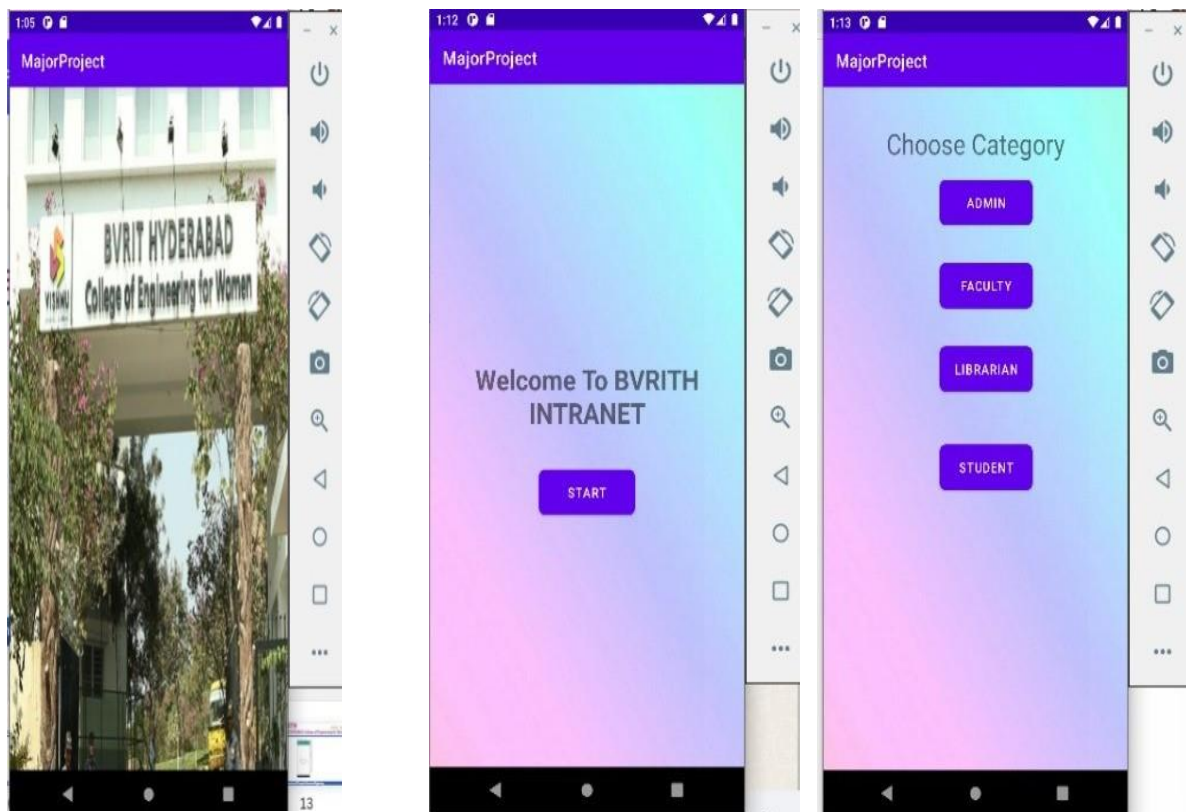 1:05
MajorProject
BVRIT HYDERABAD
College of Engineering for Women
VISHNU
13
1:12
MajorProject
Welcome To BVRITH
INTRANET
START
1:13
MajorProject
Choose Category
ADMIN
FACULTY
LIBRARIAN
STUDENT